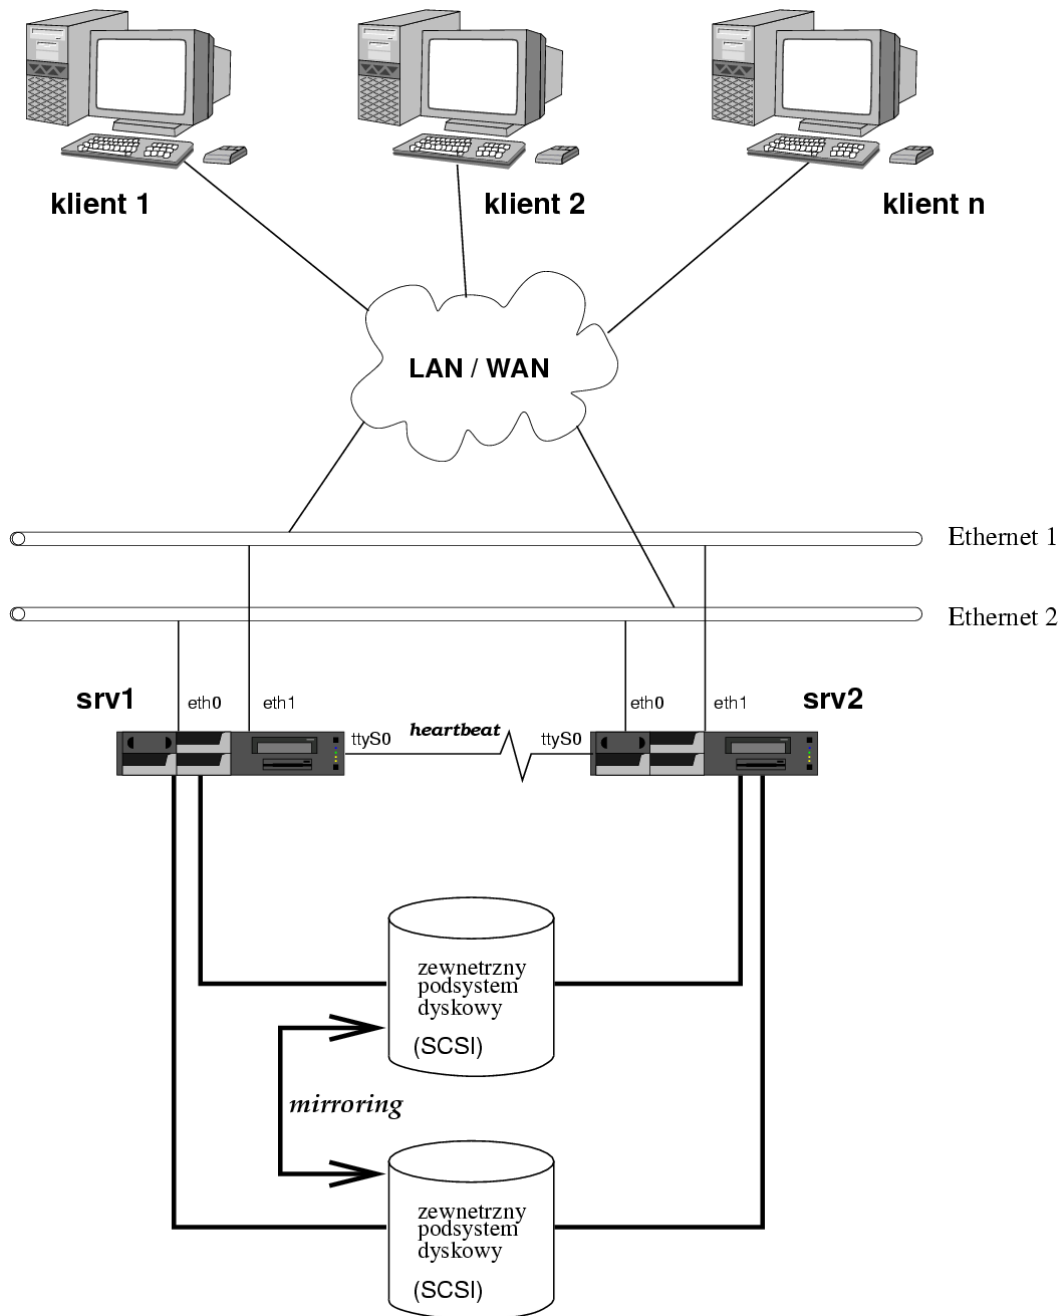 klient 1
klient 2
klient n
LAN / WAN
Ethernet 1
Ethernet 2
srv1
eth0
eth1
ttyS0
heartbeat
ttyS0
eth0
eth1
srv2
zewnetrzny
podsystem
dyskowy
(SCSI)
mirroring
zewnetrzny
podsystem
dyskowy
(SCSI)